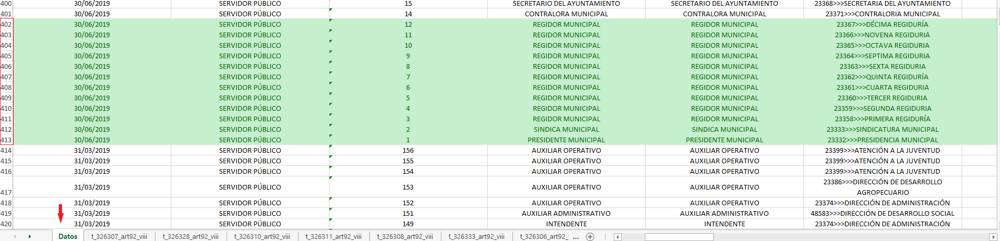 400 30/06/2019 SERVIDOR PÚBLICO 15 SECRETARIO DEL AYUNTAMIENTO SECRETARIO DEL AYUNTAMIENTO 23368>>>SECRETARIA DEL AYUNTAMIENTO
401 30/06/2019 SERVIDOR PÚBLICO 14 CONTRALORA MUNICIPAL CONTRALORA MUNICIPAL 23371>>>CONTRALORIA MUNICIPAL
402 30/06/2019 SERVIDOR PÚBLICO 12 REGIDOR MUNICIPAL REGIDOR MUNICIPAL 23367>>>DÉCIMA REGIDURÍA
403 30/06/2019 SERVIDOR PÚBLICO 11 REGIDOR MUNICIPAL REGIDOR MUNICIPAL 23366>>>NOVENA REGIDURIA
404 30/06/2019 SERVIDOR PÚBLICO 10 REGIDOR MUNICIPAL REGIDOR MUNICIPAL 23365>>>OCTAVA REGIDURIA
405 30/06/2019 SERVIDOR PÚBLICO 9 REGIDOR MUNICIPAL REGIDOR MUNICIPAL 23364>>>SEPTIMA REGIDURIA
406 30/06/2019 SERVIDOR PÚBLICO 8 REGIDOR MUNICIPAL REGIDOR MUNICIPAL 23363>>>SEXTA REGIDURIA
407 30/06/2019 SERVIDOR PÚBLICO 7 REGIDOR MUNICIPAL REGIDOR MUNICIPAL 23362>>>QUINTA REGIDURÍA
408 30/06/2019 SERVIDOR PÚBLICO 6 REGIDOR MUNICIPAL REGIDOR MUNICIPAL 23361>>>CUARTA REGIDURIA
409 30/06/2019 SERVIDOR PÚBLICO 5 REGIDOR MUNICIPAL REGIDOR MUNICIPAL 23360>>>TERCER REGIDURIA
410 30/06/2019 SERVIDOR PÚBLICO 4 REGIDOR MUNICIPAL REGIDOR MUNICIPAL 23359>>>SEGUNDA REGIDURIA
411 30/06/2019 SERVIDOR PÚBLICO 3 REGIDOR MUNICIPAL REGIDOR MUNICIPAL 23358>>>PRIMERA REGIDURÍA
412 30/06/2019 SERVIDOR PÚBLICO 2 SINDICA MUNICIPAL SINDICA MUNICIPAL 23333>>>SINDICATURA MUNICIPAL
413 30/06/2019 SERVIDOR PÚBLICO 1 PRESIDENTE MUNICIPAL PRESIDENTE MUNICIPAL 23332>>>PRESIDENCIA MUNICIPAL
414 31/03/2019 SERVIDOR PÚBLICO 156 AUXILIAR OPERATIVO AUXILIAR OPERATIVO 23399>>>ATENCIÓN A LA JUVENTUD
415 31/03/2019 SERVIDOR PÚBLICO 155 AUXILIAR OPERATIVO AUXILIAR OPERATIVO 23399>>>ATENCIÓN A LA JUVENTUD
416 31/03/2019 SERVIDOR PÚBLICO 154 AUXILIAR OPERATIVO AUXILIAR OPERATIVO 23399>>>ATENCIÓN A LA JUVENTUD
417 31/03/2019 SERVIDOR PÚBLICO 153 AUXILIAR OPERATIVO AUXILIAR OPERATIVO 23386>>>DIRECCIÓN DE DESARROLLO
AGROPECUARIO
418 31/03/2019 SERVIDOR PÚBLICO 152 AUXILIAR OPERATIVO AUXILIAR OPERATIVO 23374>>>DIRECCIÓN DE ADMINISTRACIÓN
419 31/03/2019 SERVIDOR PÚBLICO 151 AUXILIAR ADMINISTRATIVO AUXILIAR ADMINISTRATIVO 48583>>>DIRECCIÓN DE DESARROLLO SOCIAL
420 31/03/2019 SERVIDOR PÚBLICO 149 INTENDENTE INTENDENTE 23374>>>DIRECCIÓN DE ADMINISTRACIÓN
Datos t_326307_art92_viii t_326328_art92_viii t_326310_art92_viii t_326311_art92_viii t_326308_art92_viii t_326333_art92_viii t_326306_art92_ ...